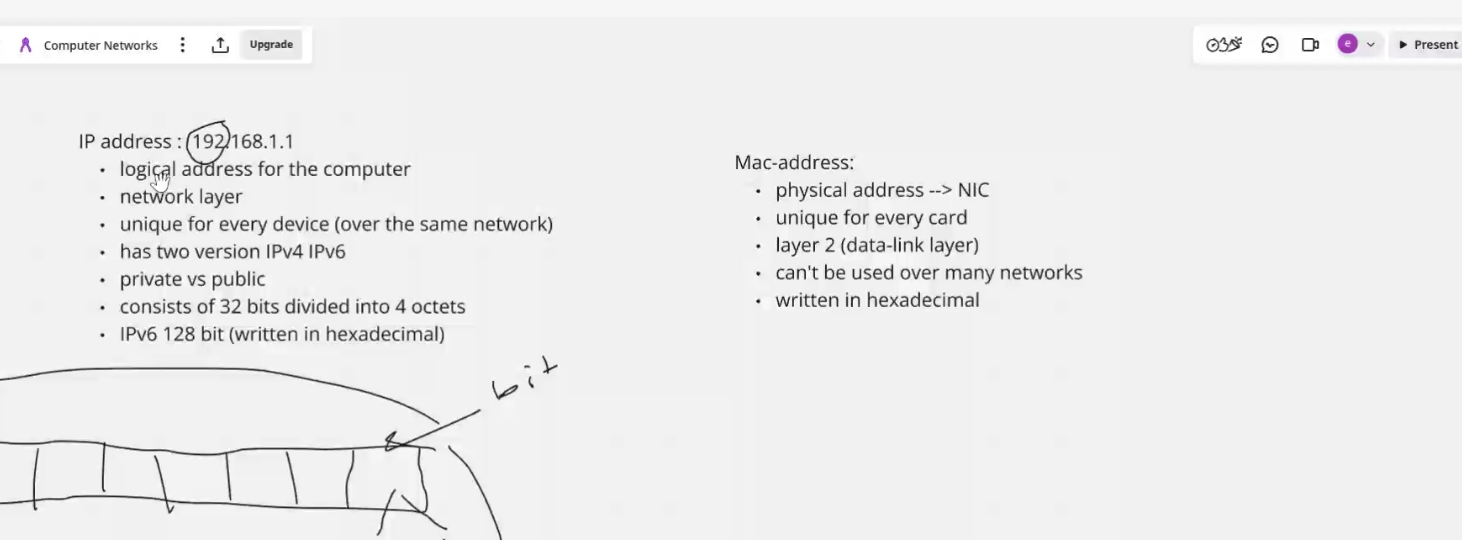 Computer Networks
Upgrade
e
Present
IP address : 192.168.1.1
• logical address for the computer
• network layer
• unique for every device (over the same network)
• has two version IPv4 IPv6
• private vs public
• consists of 32 bits divided into 4 octets
• IPv6 128 bit (written in hexadecimal)
Mac-address:
• physical address --> NIC
• unique for every card
• layer 2 (data-link layer)
• can't be used over many networks
• written in hexadecimal
bit